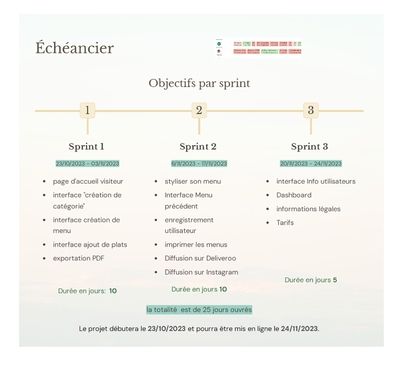 Échéancier
Objectifs par sprint
1
2
3
Sprint 1
23/10/2023 - 03/11/2023
page d'accueil visiteur
interface "création de
catégorie"
interface création de
menu
interface ajout de plats
exportation PDF
Durée en jours: 10
Sprint 2
6/11/2023 - 17/11/2023
styliser son menu
Interface Menu
précédent
enregistrement
utilisateur
imprimer les menus
Diffusion sur Deliveroo
Diffusion sur Instagram
Durée en jours 10
Sprint 3
20/11/2023 - 24/11/2023
interface Info utilisateurs
Dashboard
informations légales
Tarifs
Durée en jours 5
la totalité est de 25 jours ouvrés
Le projet débutera le 23/10/2023 et pourra être mis en ligne le 24/11/2023.